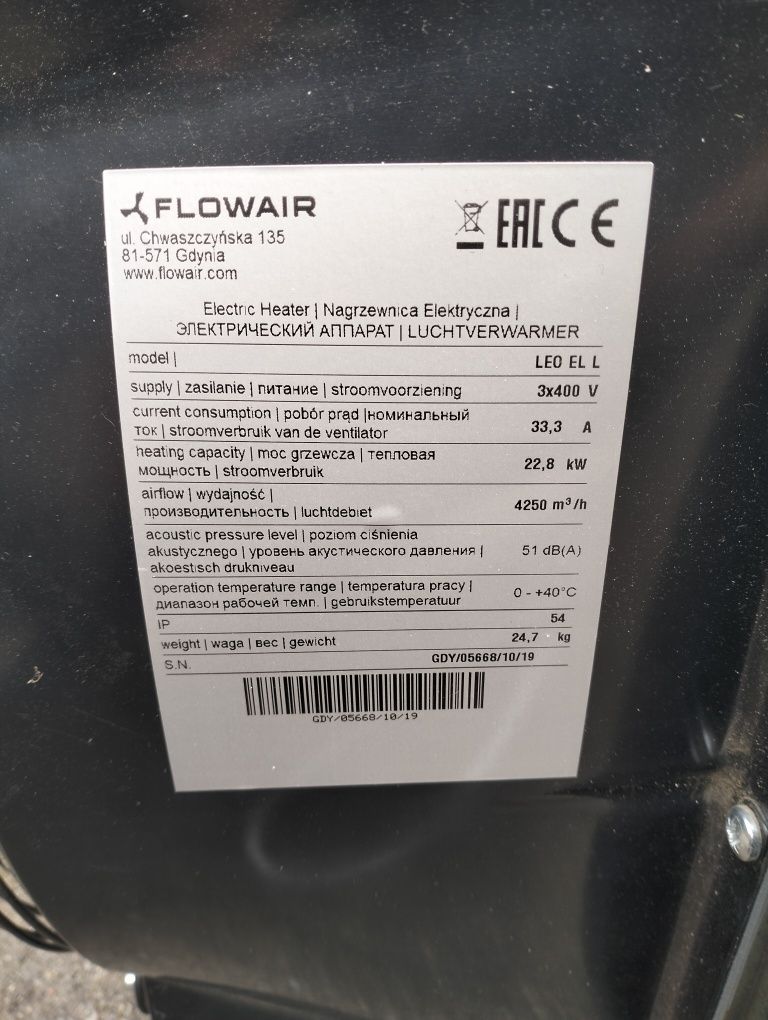 FLOWAIR
ul. Chwaszczyńska 135
81-571 Gdynia
www.flowair.com
EAC CE
Electric Heater | Nagrzewnica Elektryczna |
ЭЛЕКТРИЧЕСКИЙ АППАРАТ | LUCHTVERWARMER
model | LEO EL L
supply | zasilanie | питание | stroomvoorziening 3x400 V
current consumption | pobór prąd |номинальный
ток | stroomverbruik van de ventilator 33,3 A
heating capacity | moc grzewcza | тепловая
мощность | stroomverbruik 22,8 kW
airflow | wydajność |
производительность | luchtdebiet 4250 m³/h
acoustic pressure level | poziom ciśnienia
akustycznego | уровень акустического давления |
akoestisch drukniveau 51 dB(A)
operation temperature range | temperatura pracy |
диапазон рабочей темп. | gebruikstemperatuur 0 - +40°C
IP 54
weight | waga | вес | gewicht 24,7 kg
S.N. GDY/05668/10/19
GDY/05668/10/19